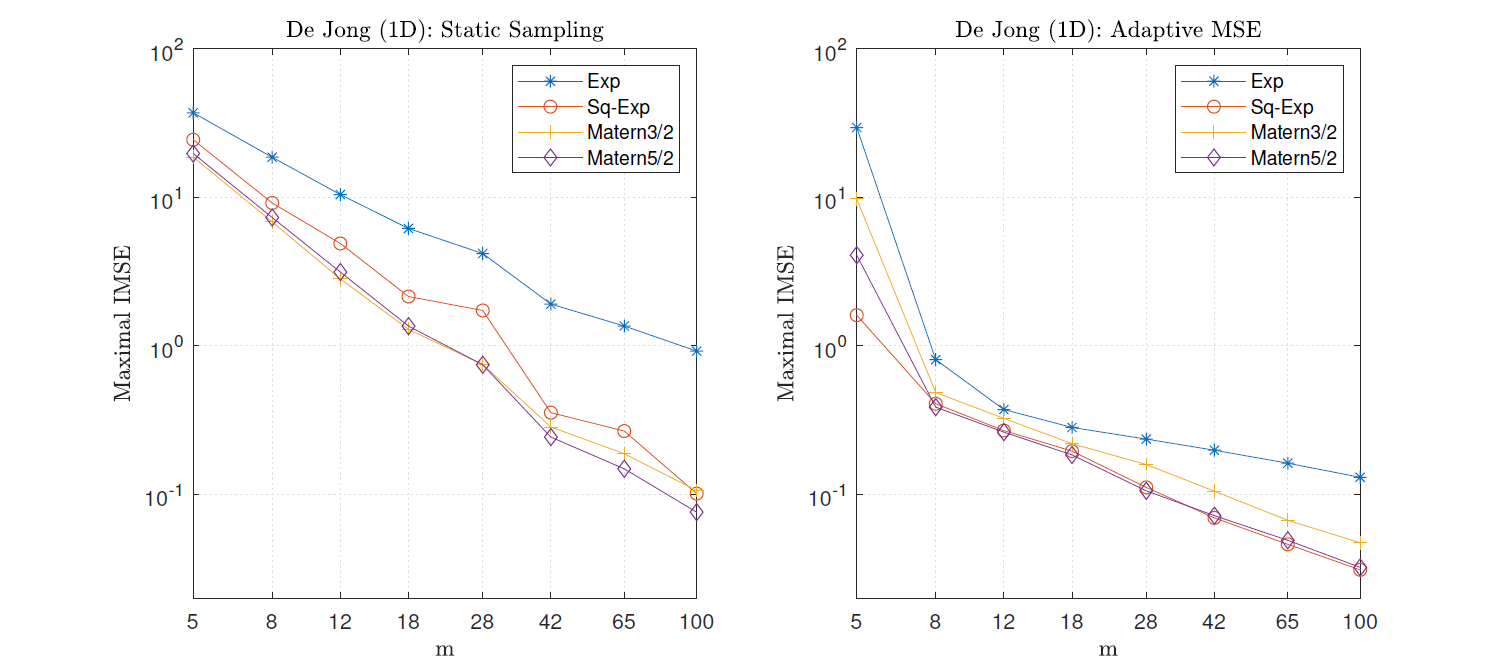 De Jong (1D): Static Sampling
10^2
10^1
10^0
10^-1
Maximal IMSE
Exp
Sq-Exp
Matern3/2
Matern5/2
5 8 12 18 28 42 65 100
m
De Jong (1D): Adaptive MSE
10^2
10^1
10^0
10^-1
Maximal IMSE
Exp
Sq-Exp
Matern3/2
Matern5/2
5 8 12 18 28 42 65 100
m